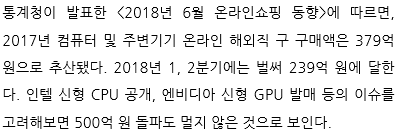 통계청이 발표한 <2018년 6월 온라인쇼핑 동향>에 따르면,
2017년 컴퓨터 및 주변기기 온라인 해외직 구 구매액은 379억
원으로 추산됐다. 2018년 1, 2분기에는 벌써 239억 원에 달한
다. 인텔 신형 CPU 공개, 엔비디아 신형 GPU 발매 등의 이슈를
고려해보면 500억 원 돌파도 멀지 않은 것으로 보인다.